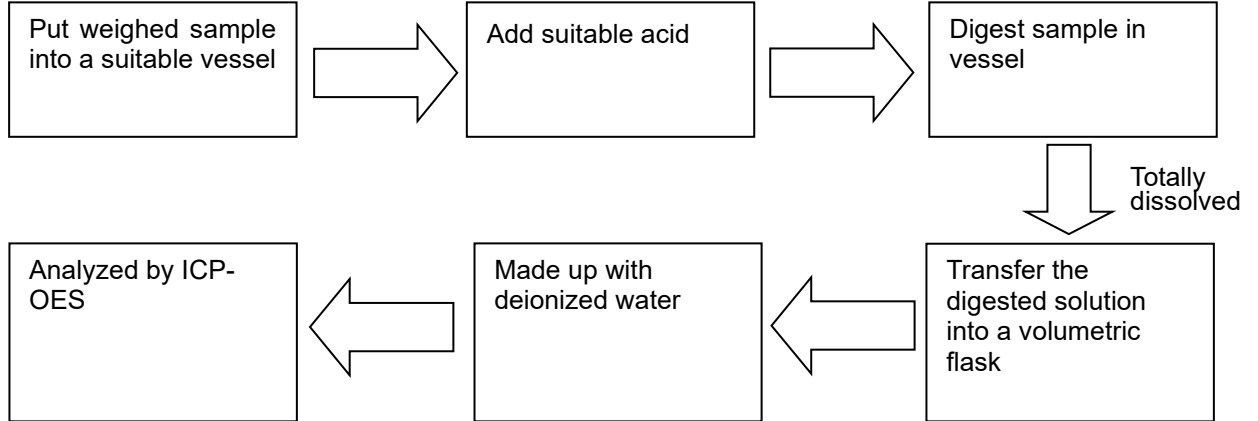 Put weighed sample
into a suitable vessel
Add suitable acid
Digest sample in
vessel
Totally
dissolved
Transfer the
digested solution
into a volumetric
flask
Made up with
deionized water
Analyzed by ICP-
OES